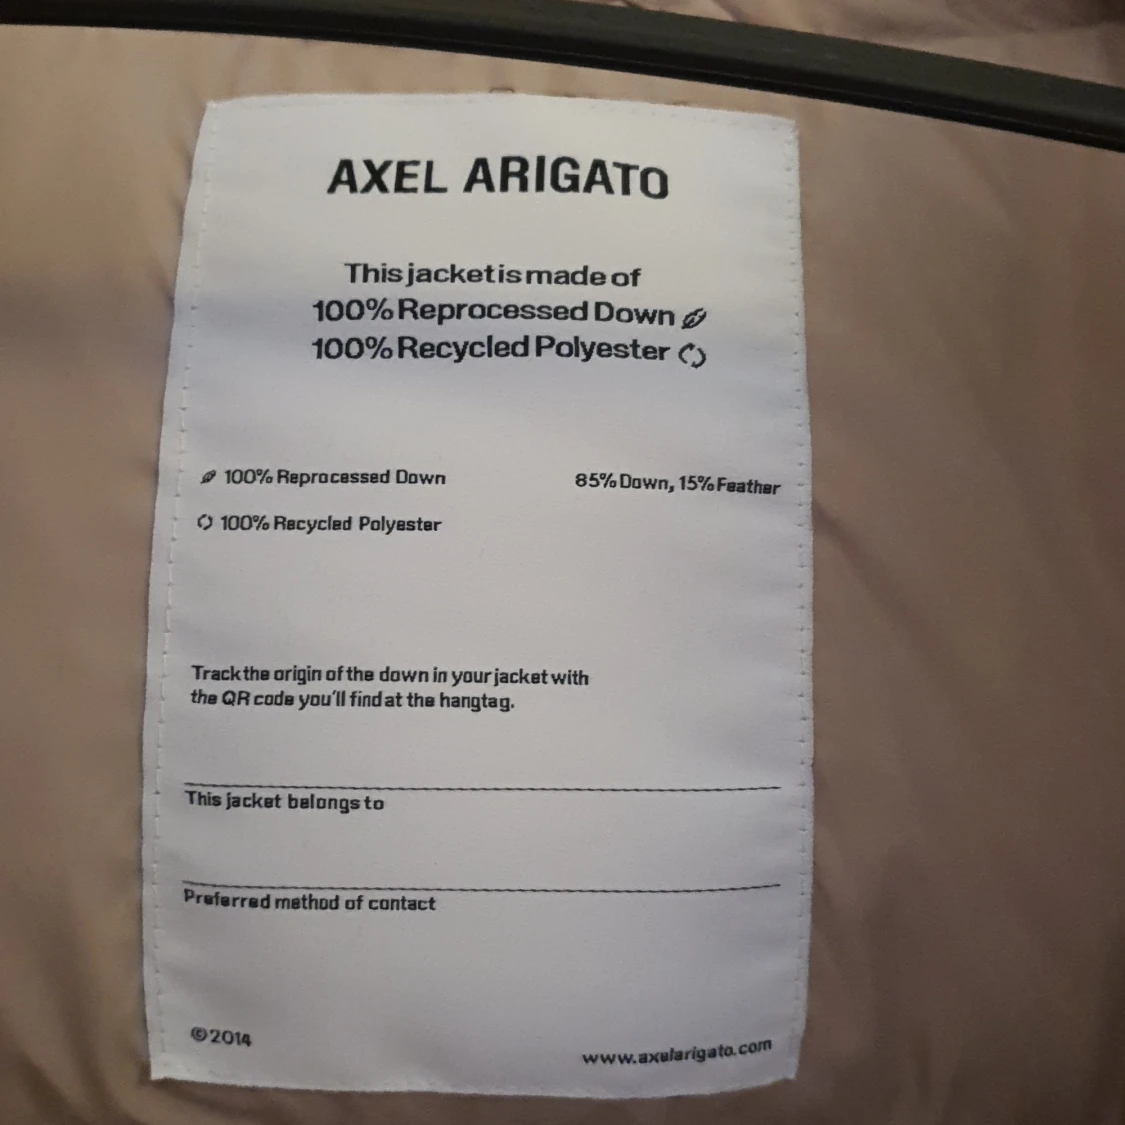 AXEL ARIGATO
This jacket is made of
100% Reprocessed Down
100% Recycled Polyester
100% Reprocessed Down
85% Down, 15% Feather
100% Recycled Polyester
Track the origin of the down in your jacket with
the QR code you'll find at the hangtag.
This jacket belongs to
Preferred method of contact
©2014
www.axelarigato.com